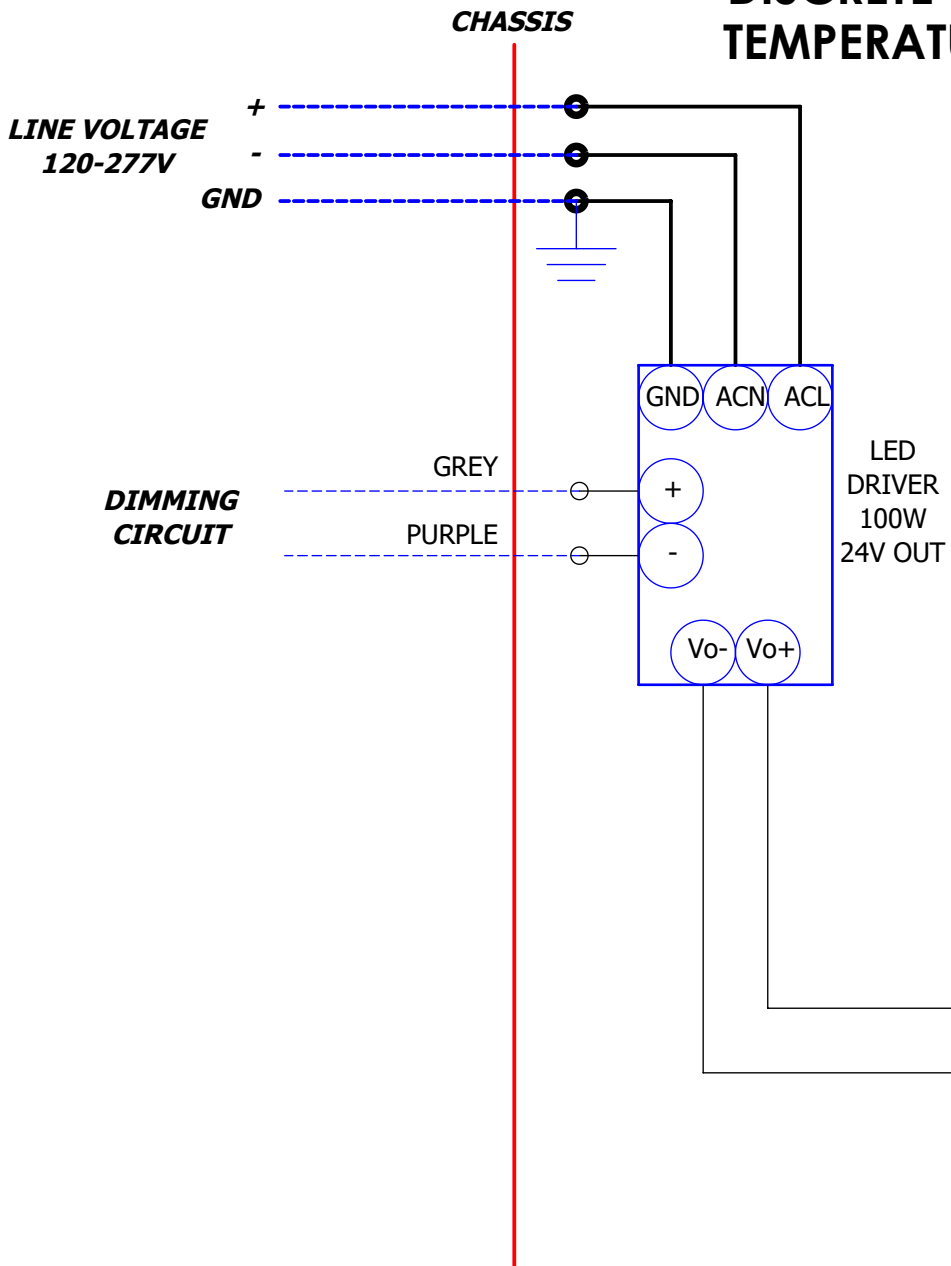 CHASSIS
TEMPERATU
LINE VOLTAGE
120-277V
+
-
GND
GND ACN ACL
LED
DRIVER
100W
24V OUT
DIMMING
CIRCUIT
GREY
PURPLE
+
-
Vo- Vo+